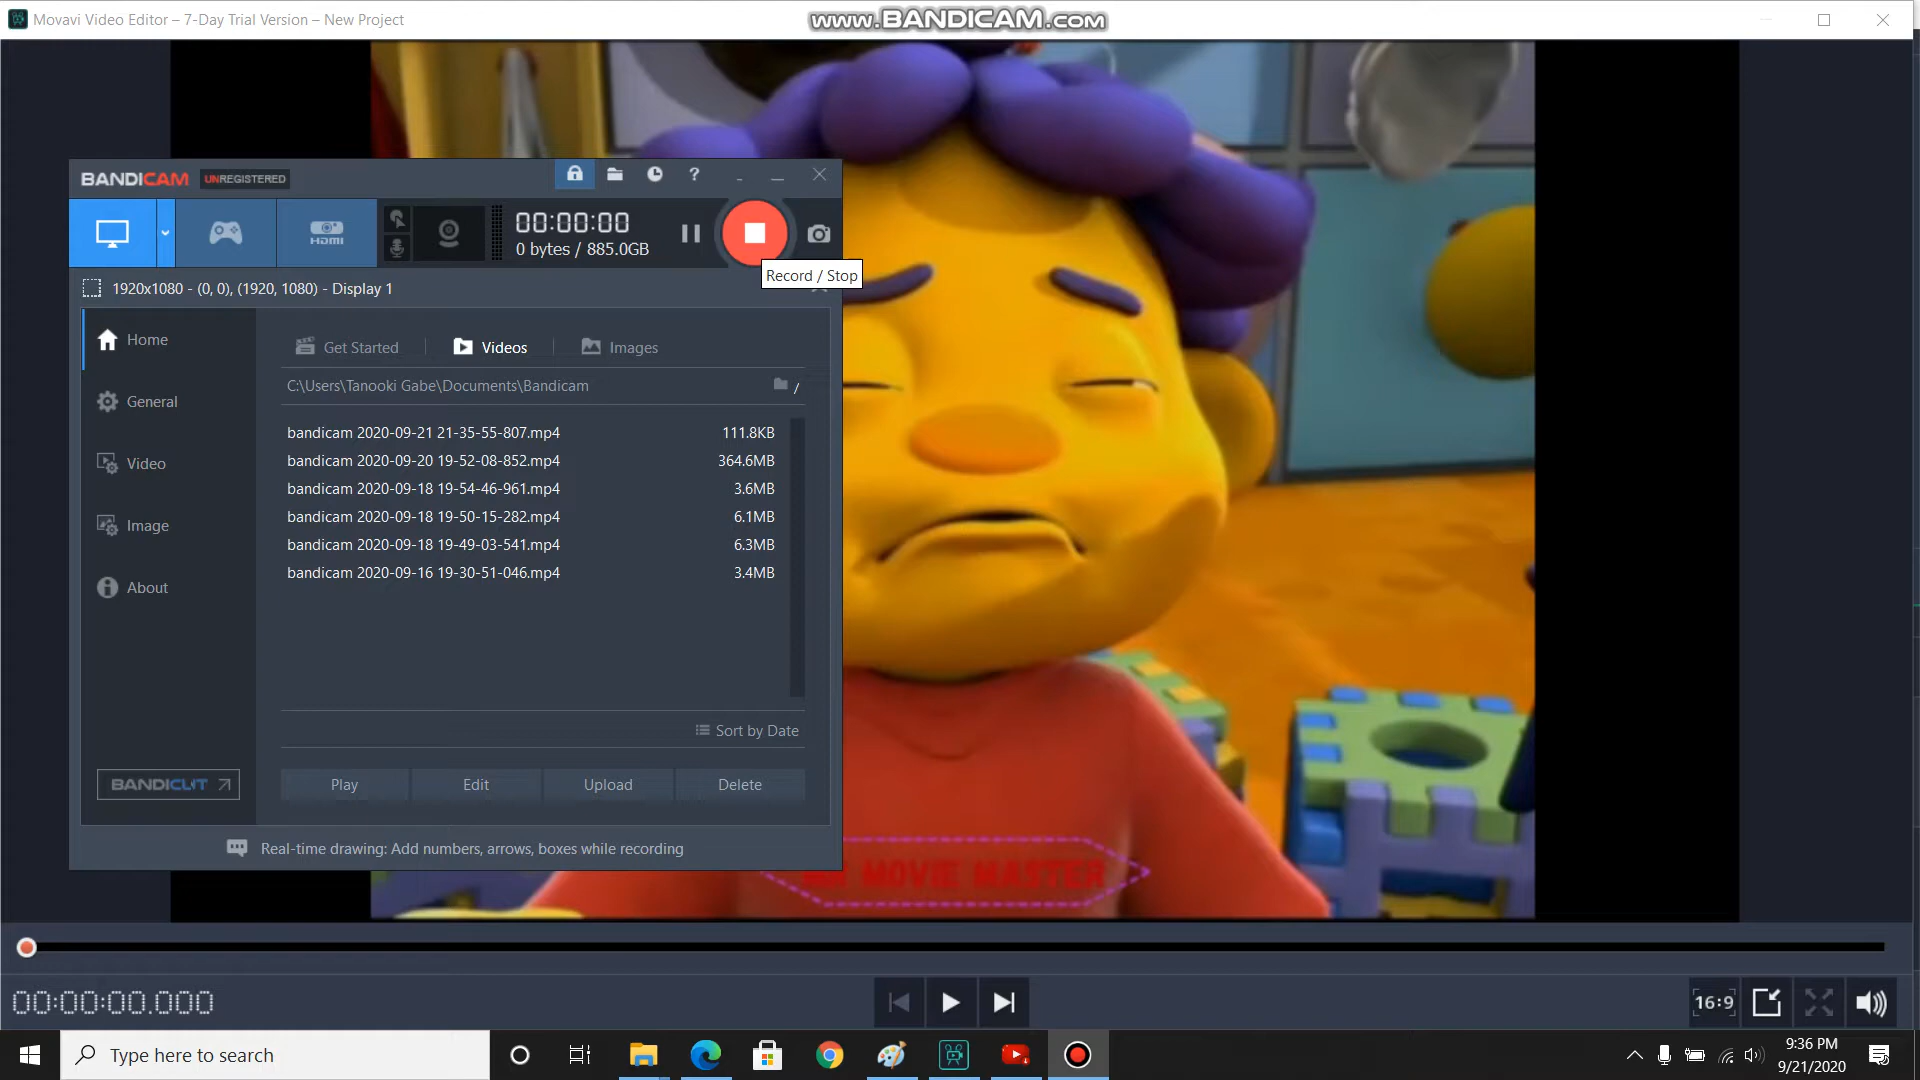 Movavi Video Editor – 7-Day Trial Version – New Project
www.BANDICAM.com
BANDICAM UNREGISTERED
?
HDMI
00:00:00
0 bytes / 885.0GB
Record / Stop
1920x1080 - (0, 0), (1920, 1080) - Display 1
Home
General
Video
Image
About
BANDICUT
Get Started
Videos
Images
C:\Users\Tanooki Gabe\Documents\Bandicam
/
bandicam 2020-09-21 21-35-55-807.mp4 111.8KB
bandicam 2020-09-20 19-52-08-852.mp4 364.6MB
bandicam 2020-09-18 19-54-46-961.mp4 3.6MB
bandicam 2020-09-18 19-50-15-282.mp4 6.1MB
bandicam 2020-09-18 19-49-03-541.mp4 6.3MB
bandicam 2020-09-16 19-30-51-046.mp4 3.4MB
Sort by Date
Play Edit Upload Delete
Real-time drawing: Add numbers, arrows, boxes while recording
MOVIE MASTER
00:00:00.000
16:9
Type here to search
9:36 PM
9/21/2020